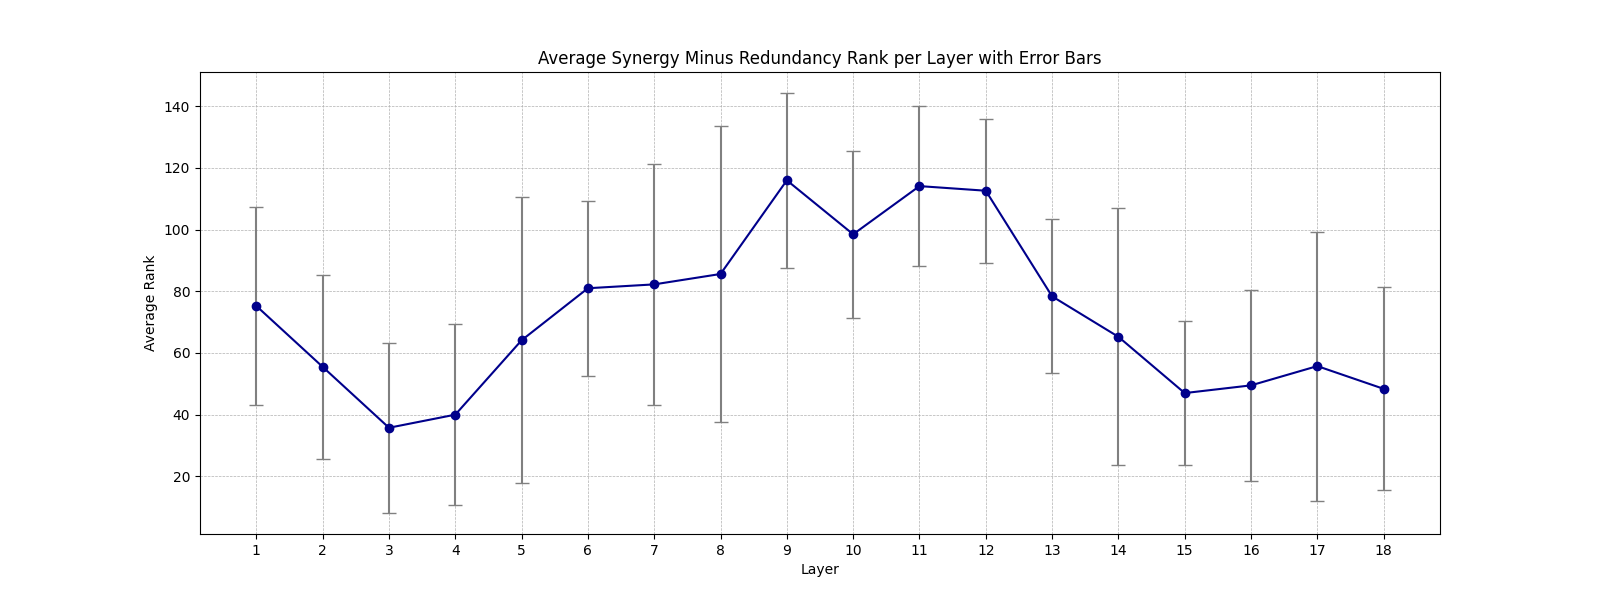 Average Synergy Minus Redundancy Rank per Layer with Error Bars
140
120
100
80
60
40
20
Average Rank
1 2 3 4 5 6 7 8 9 10 11 12 13 14 15 16 17 18
Layer